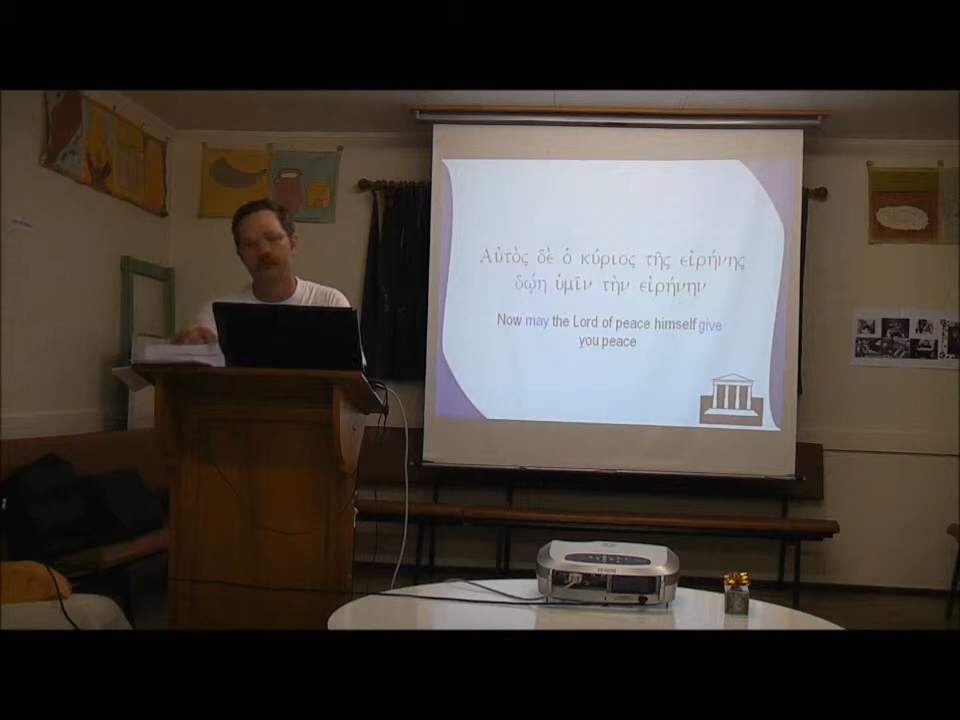 Αὐτὸς δὲ ὁ κύριος τῆς εἰρήνης
δῴη ὑμῖν τὴν εἰρήνην
Now may the Lord of peace himself give
you peace
EPSON